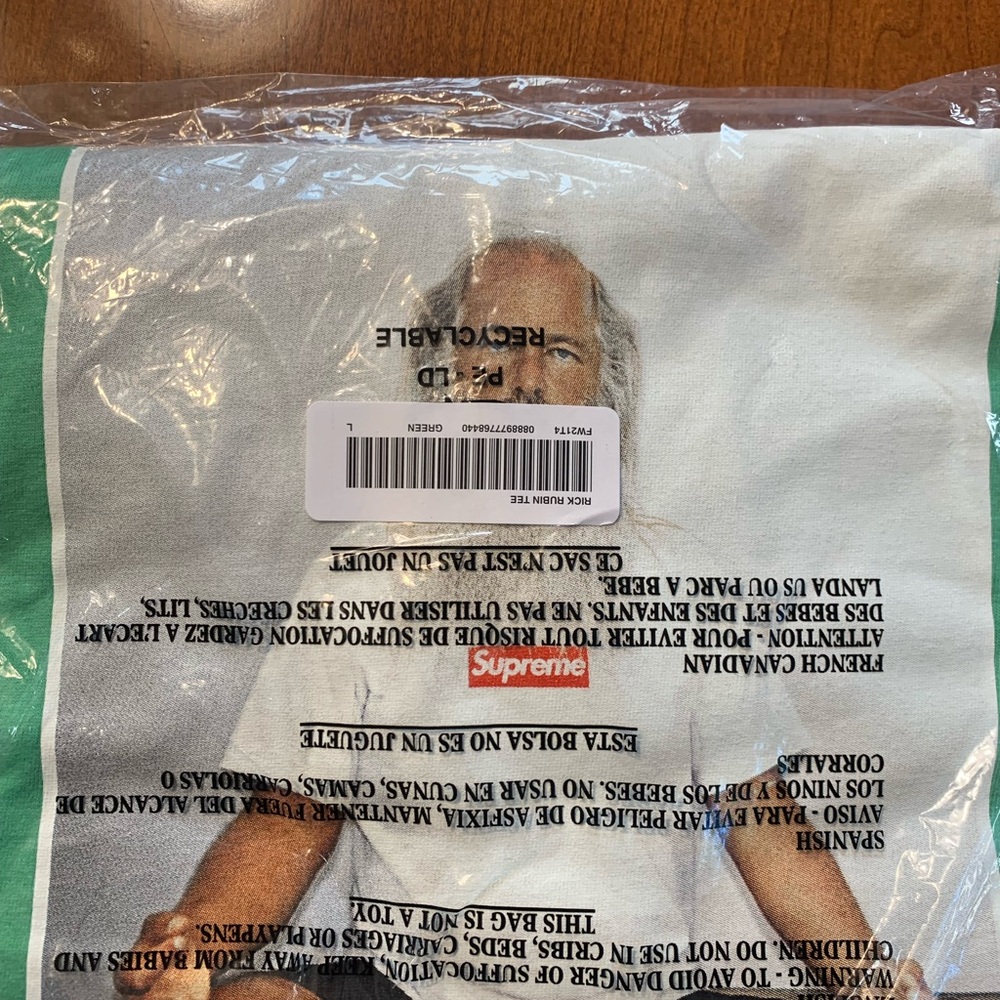 WARNING - TO AVOID DANGER OF SUFFOCATION, KEEP AWAY FROM BABIES AND
CHILDREN. DO NOT USE IN CRIBS, BEDS, CARRIAGES OR PLAYPENS.
THIS BAG IS NOT A TOY.
SPANISH
AVISO - PARA EVITAR PELIGRO DE ASFIXIA, MANTENER FUERA DEL ALCANCE DE
LOS NINOS Y DE LOS BEBES. NO USAR EN CUNAS, CAMAS, CARRIOLAS O
CORRALES
ESTA BOLSA NO ES UN JUGUETE
Supreme
FRENCH CANADIAN
ATTENTION - POUR EVITER TOUT RISQUE DE SUFFOCATION GARDEZ A L'ECART
DES BEBES ET DES ENFANTS. NE PAS UTILISER DANS LES CRECHES, LITS,
LANDA US OU PARC A BEBE.
CE SAC N'EST PAS UN JOUET
RICK RUBIN TEE
FW21T4 088897768440 GREEN L
PE - LD
RECYCLABLE